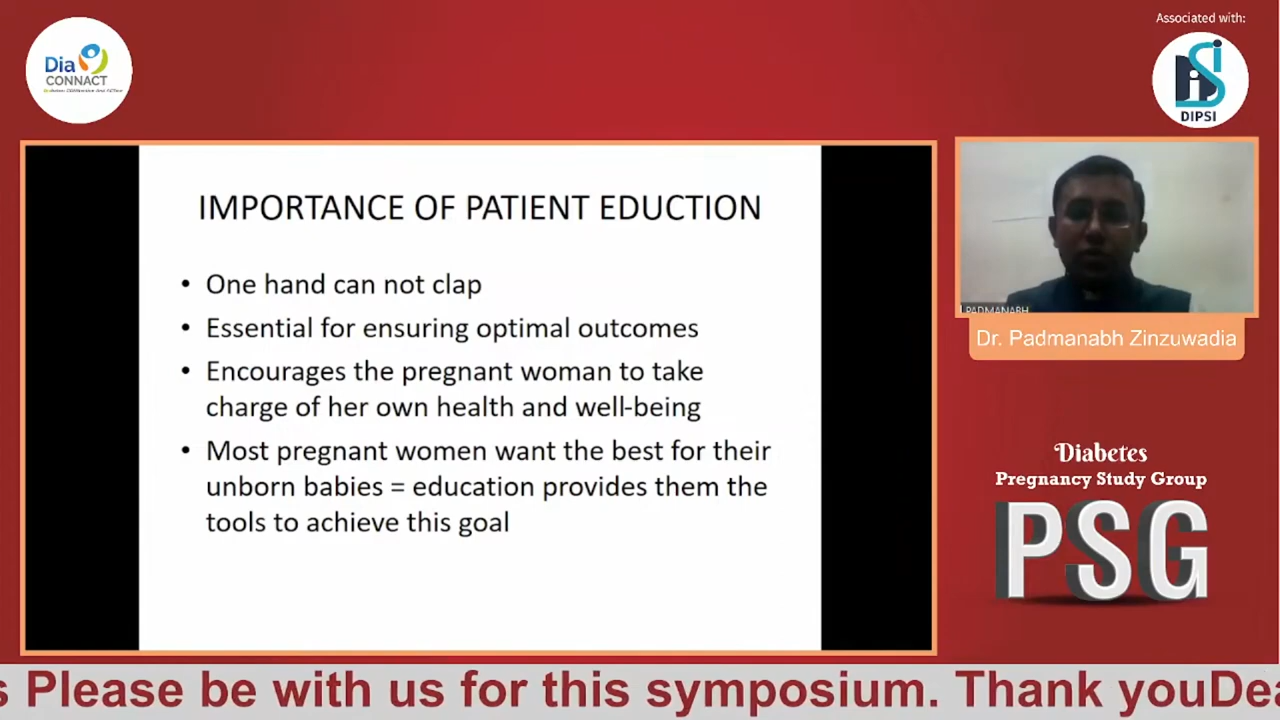 Associated with:
Dia
CONNACT
DIPSI
IMPORTANCE OF PATIENT EDUCTION
• One hand can not clap
• Essential for ensuring optimal outcomes
• Encourages the pregnant woman to take
charge of her own health and well-being
• Most pregnant women want the best for their
unborn babies = education provides them the
tools to achieve this goal
PADMANABH
Dr. Padmanabh Zinzuwadia
Diabetes
Pregnancy Study Group
PSG
s Please be with us for this symposium. Thank youDea